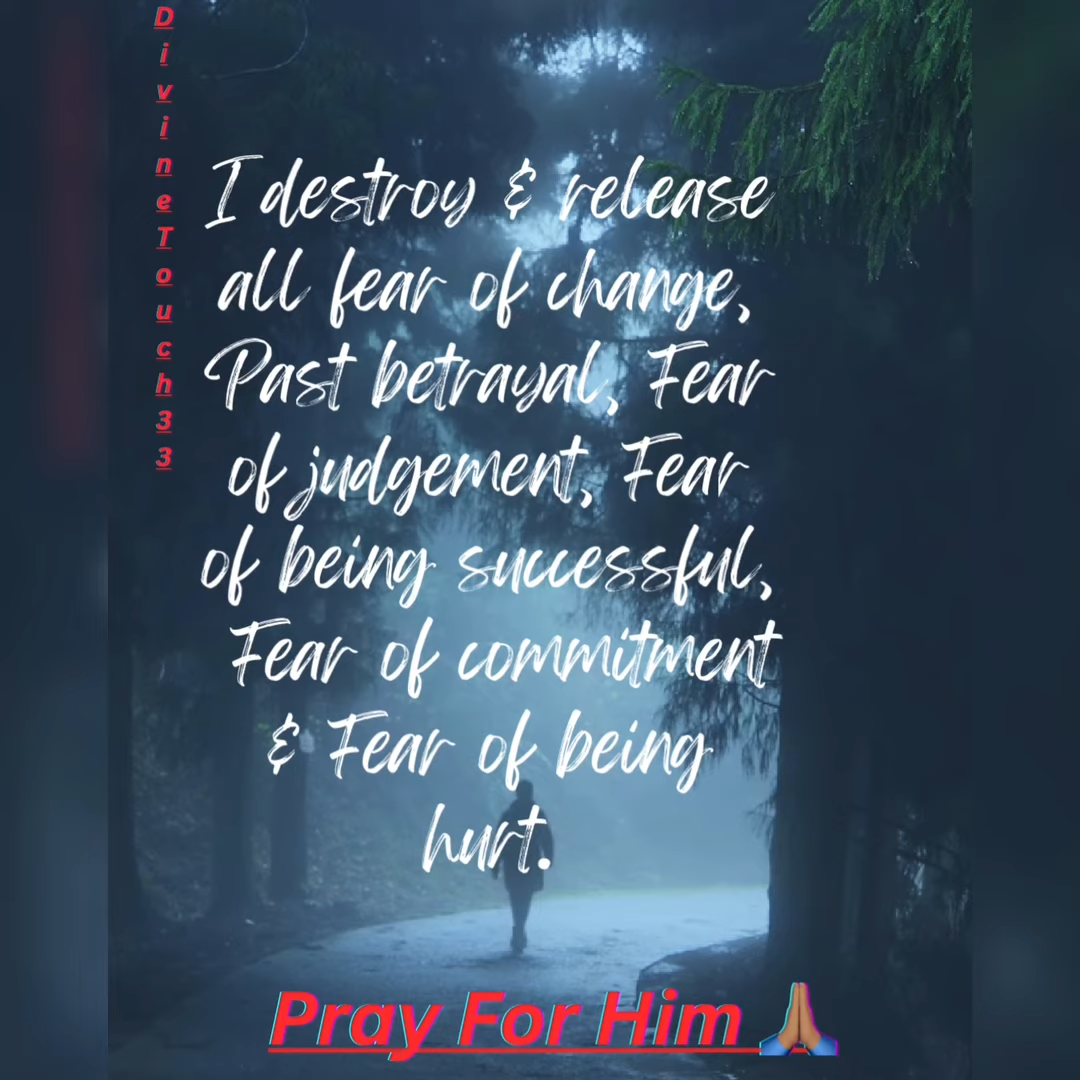 DivineTouch33
I destroy & release
all fear of change,
Past betrayal, Fear
of judgement, Fear
of being successful,
Fear of commitment
& Fear of being
hurt.
Pray For Him 🙏🏽